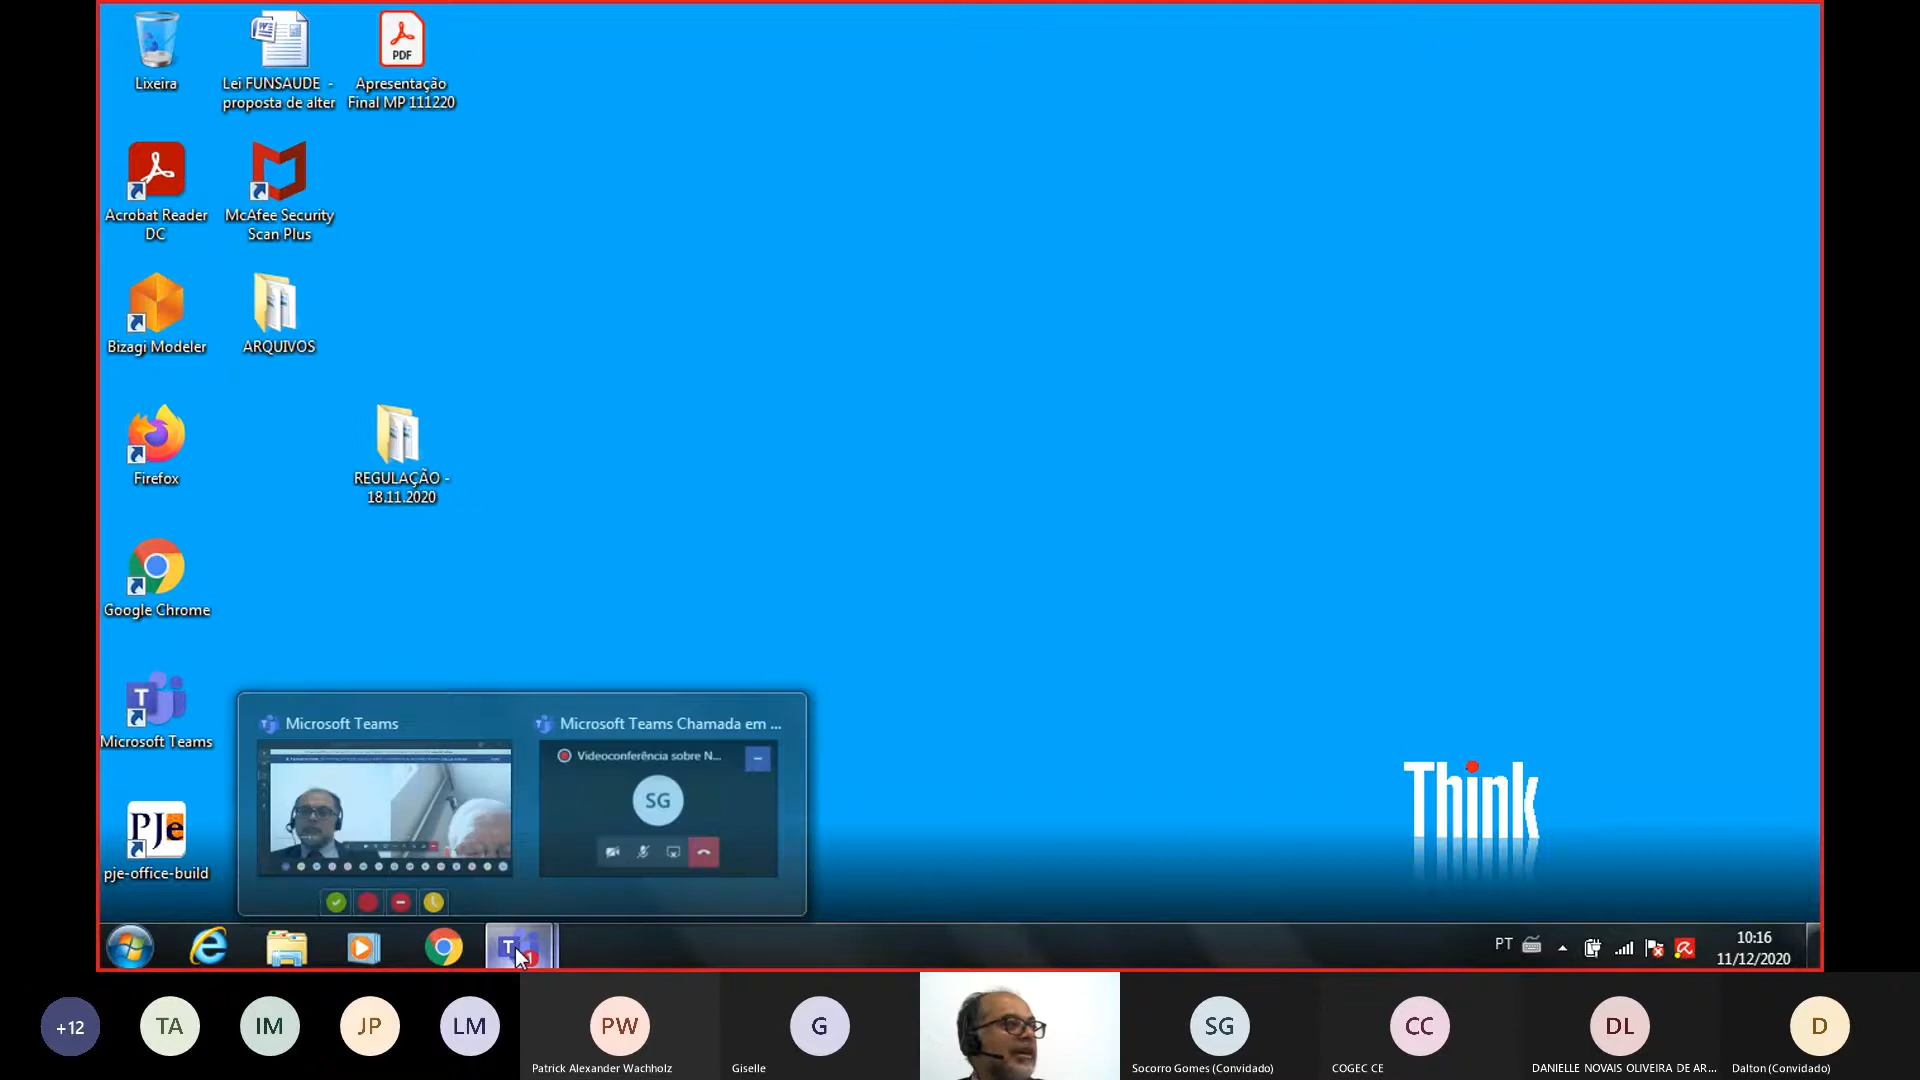 Lixeira
Lei FUNSAUDE -
proposta de alter
PDF
Apresentação
Final MP 111220
Acrobat Reader
DC
McAfee Security
Scan Plus
Bizagi Modeler
ARQUIVOS
Firefox
REGULAÇÃO -
18.11.2020
Google Chrome
T
Microsoft Teams
PJe
pje-office-build
Microsoft Teams
Microsoft Teams Chamada em ...
Videoconferência sobre N...
SG
Think
T
PT
10:16
11/12/2020
+12
TA
IM
JP
LM
PW
Patrick Alexander Wachholz
G
Giselle
SG
Socorro Gomes (Convidado)
CC
COGEC CE
DL
DANIELLE NOVAIS OLIVEIRA DE AR...
D
Dalton (Convidado)